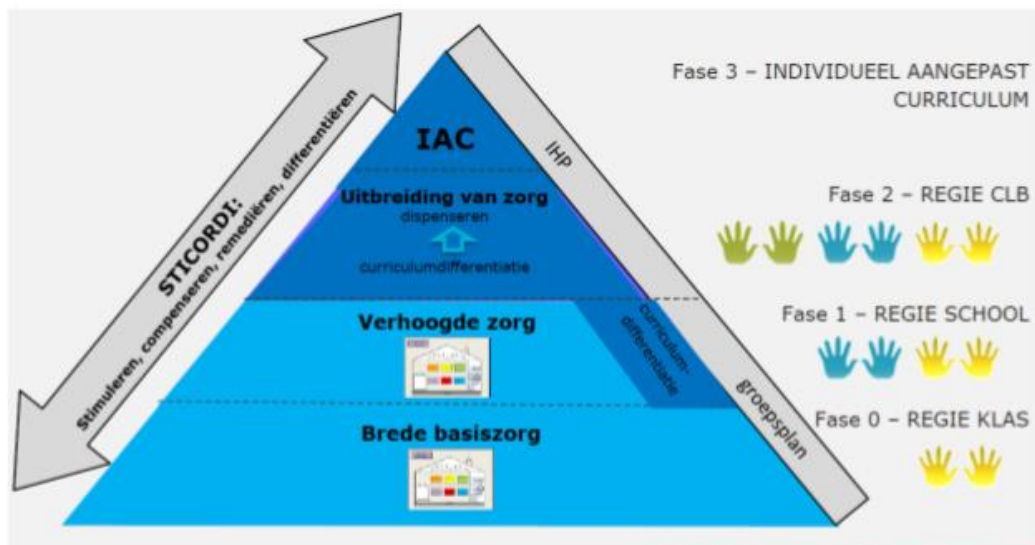 STICORDI:
Stimuleren, compenseren, remediëren, differentiëren
IAC
Uitbreiding van zorg
dispenseren
curriculumdifferentiatie
Verhoogde zorg
Brede basiszorg
curriculum-
differentiatie
IHP
groepsplan
Fase 3 – INDIVIDUEEL AANGEPAST
CURRICULUM
Fase 2 – REGIE CLB
Fase 1 – REGIE SCHOOL
Fase 0 – REGIE KLAS